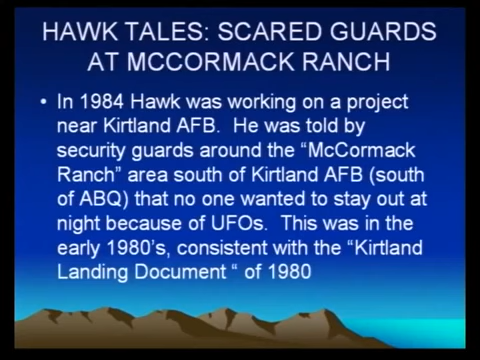 HAWK TALES: SCARED GUARDS
AT MCCORMACK RANCH
• In 1984 Hawk was working on a project
near Kirtland AFB. He was told by
security guards around the “McCormack
Ranch” area south of Kirtland AFB (south
of ABQ) that no one wanted to stay out at
night because of UFOs. This was in the
early 1980’s, consistent with the “Kirtland
Landing Document “ of 1980